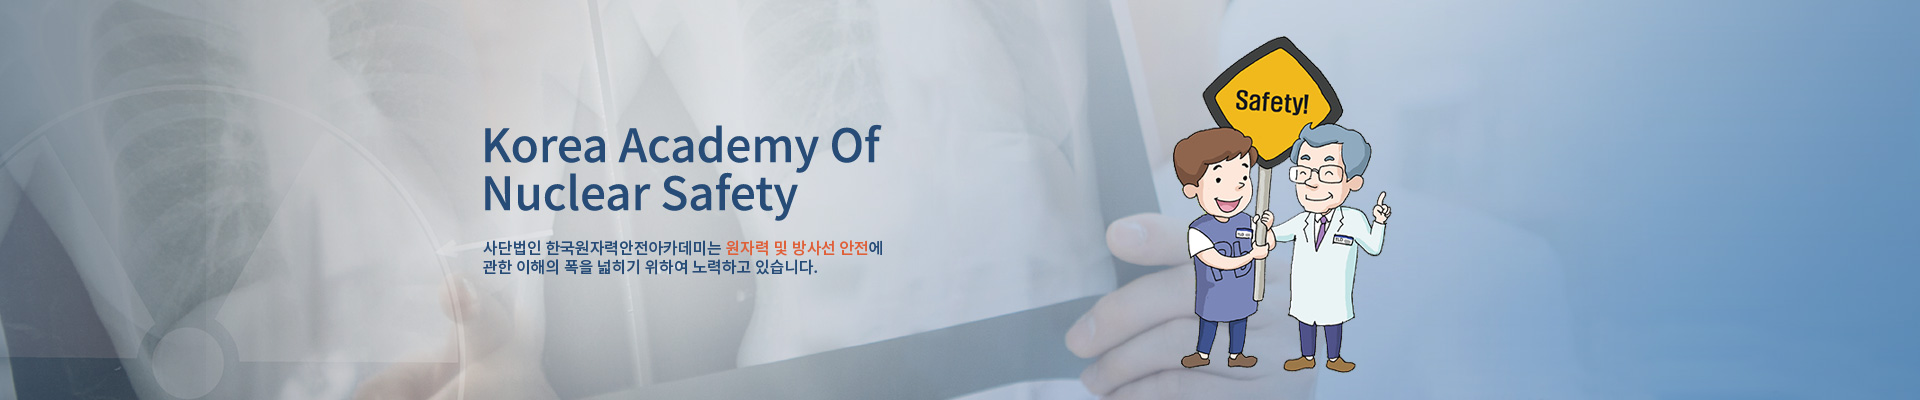 Safety!
Korea Academy Of
Nuclear Safety
사단법인 한국원자력안전아카데미는 원자력 및 방사선 안전에
관한 이해의 폭을 넓히기 위하여 노력하고 있습니다.